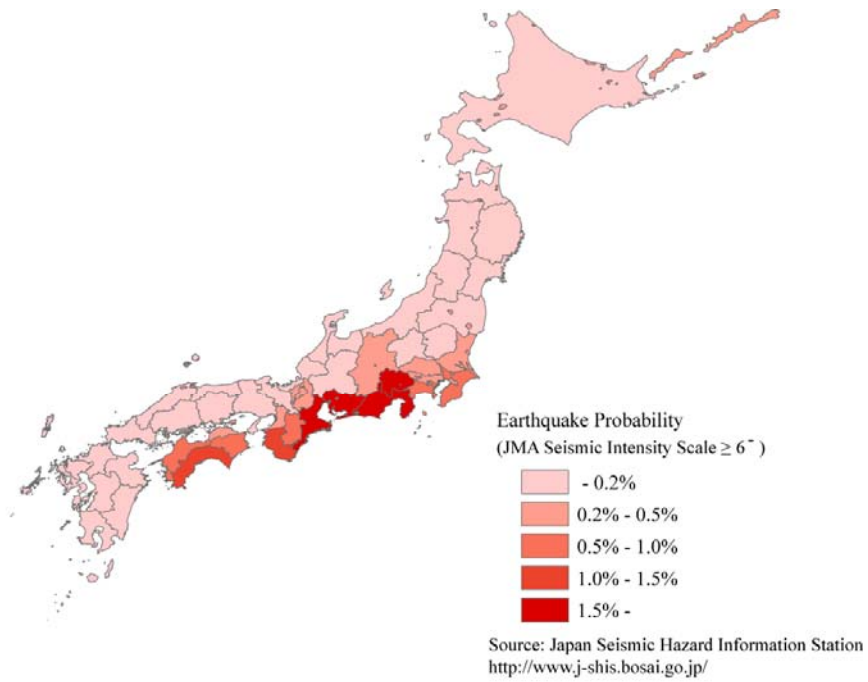 Earthquake Probability
(JMA Seismic Intensity Scale ≥ 6⁻ )
- 0.2%
0.2% - 0.5%
0.5% - 1.0%
1.0% - 1.5%
1.5% -
Source: Japan Seismic Hazard Information Station
http://www.j-shis.bosai.go.jp/